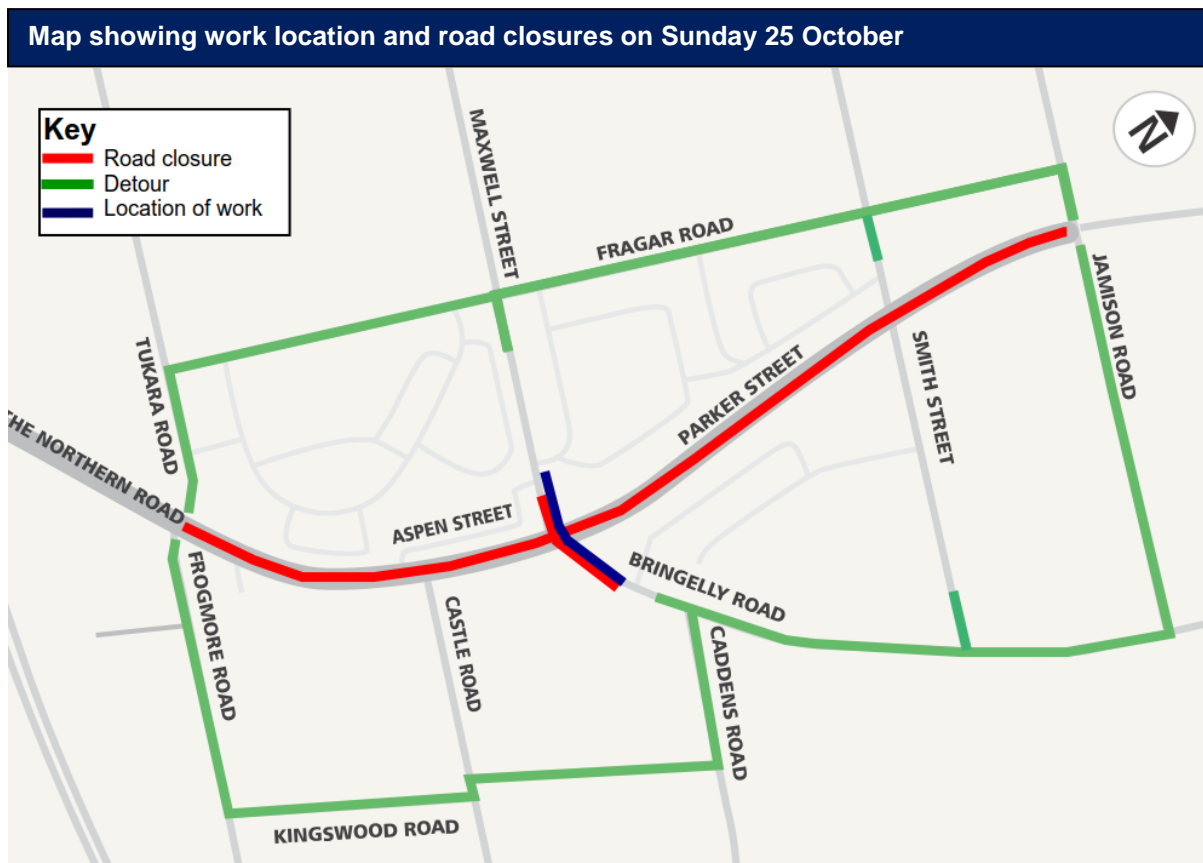 Map showing work location and road closures on Sunday 25 October
Key
Road closure
Detour
Location of work
N
MAXWELL STREET
FRAGAR ROAD
JAMISON ROAD
TUKARA ROAD
SMITH STREET
PARKER STREET
THE NORTHERN ROAD
ASPEN STREET
BRINGELLY ROAD
FROGMORE ROAD
CASTLE ROAD
CADDENS ROAD
KINGSWOOD ROAD